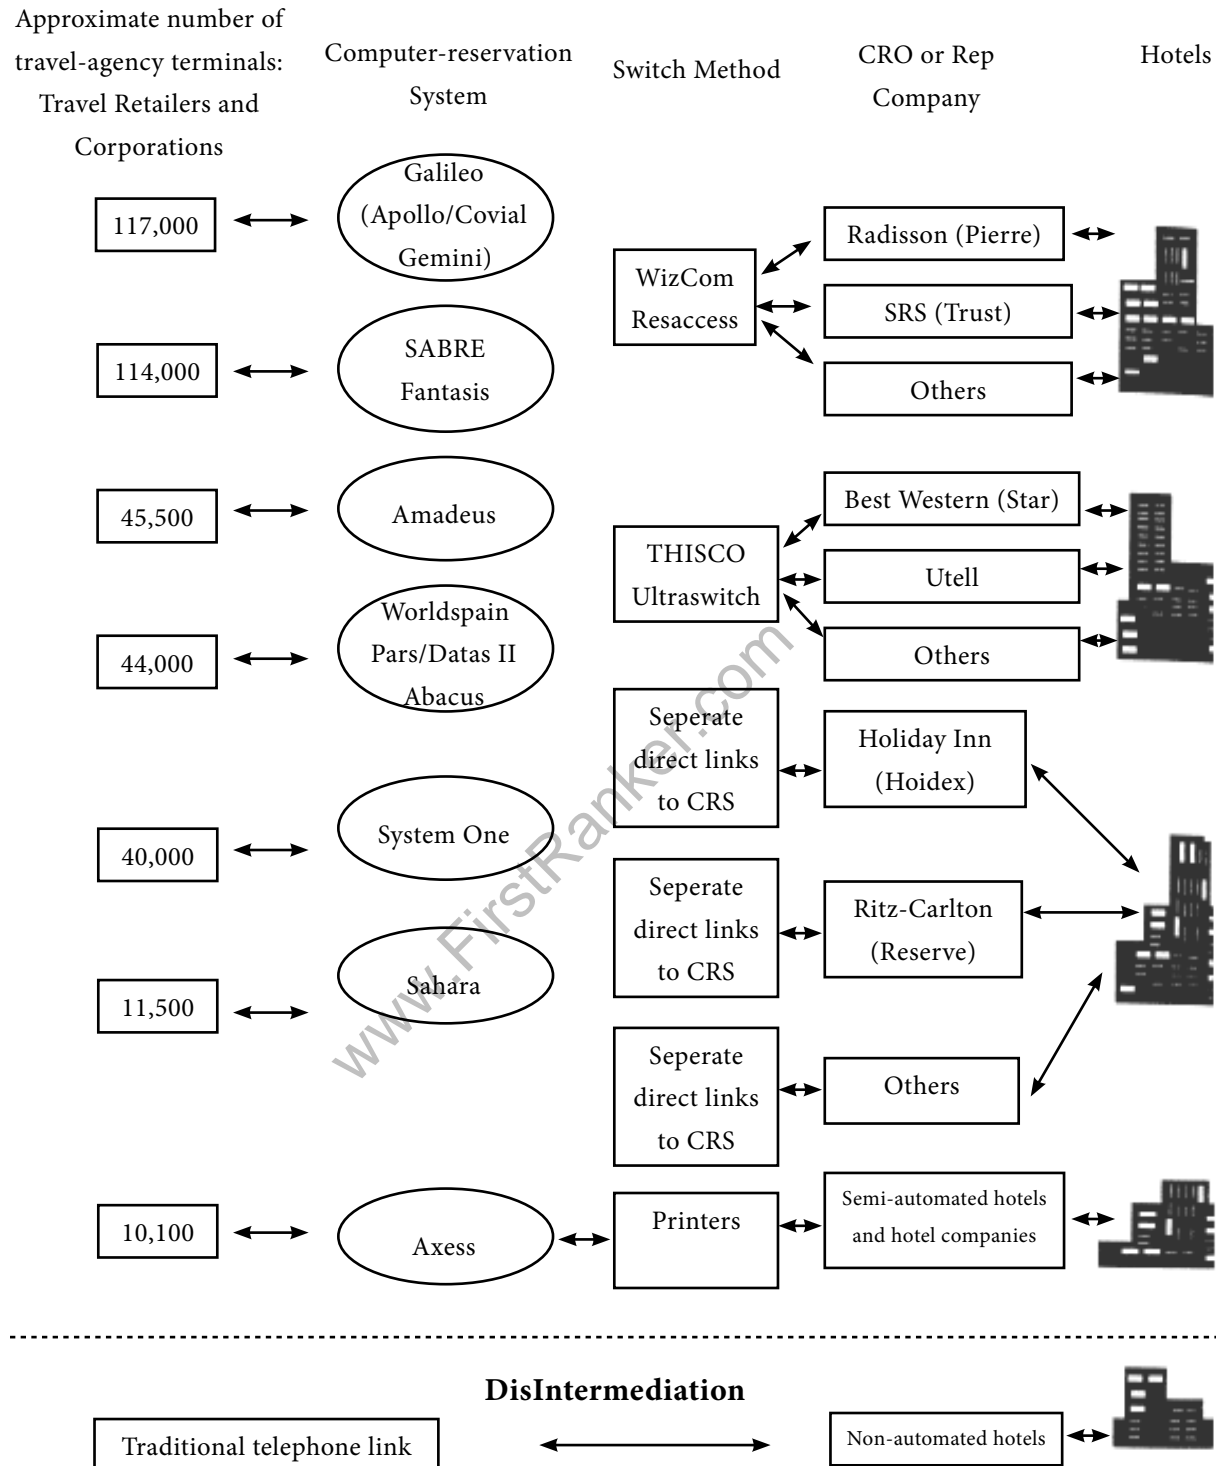 Approximate number of
travel-agency terminals:
Travel Retailers and
Corporations
Computer-reservation
System
Switch Method
CRO or Rep
Company
Hotels
117,000
Galileo
(Apollo/Covial
Gemini)
WizCom
Resaccess
Radisson (Pierre)
SRS (Trust)
Others
114,000
SABRE
Fantasis
45,500
Amadeus
THISCO
Ultraswitch
Best Western (Star)
Utell
Others
44,000
Worldspain
Pars/Datas II
Abacus
Seperate
direct links
to CRS
Holiday Inn
(Hoidex)
40,000
System One
Seperate
direct links
to CRS
Ritz-Carlton
(Reserve)
11,500
Sahara
Seperate
direct links
to CRS
Others
10,100
Axess
Printers
Semi-automated hotels
and hotel companies
DisIntermediation
Traditional telephone link
Non-automated hotels
www.FirstRanker.com